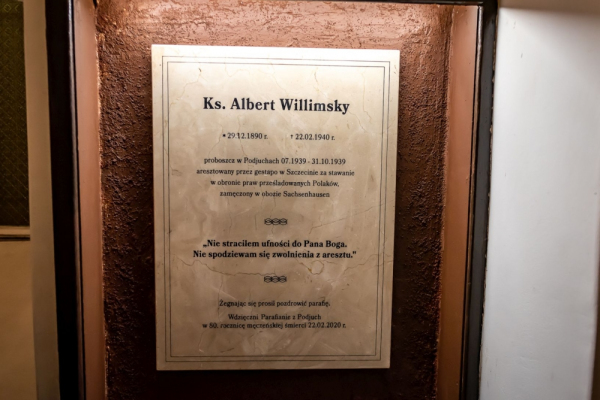 Ks. Albert Willimsky
* 29.12.1890 r. † 22.02.1940 r.
proboszcz w Podjuchach 07.1939 - 31.10.1939
aresztowany przez gestapo w Szczecinie za stawanie
w obronie praw prześladowanych Polaków,
zamęczony w obozie Sachsenhausen
„Nie straciłem ufności do Pana Boga.
Nie spodziewam się zwolnienia z aresztu."
Żegnając się prosił pozdrowić parafię.
Wdzięczni Parafianie z Podjuch
w 80. rocznicę męczeńskiej śmierci 22.02.2020 r.